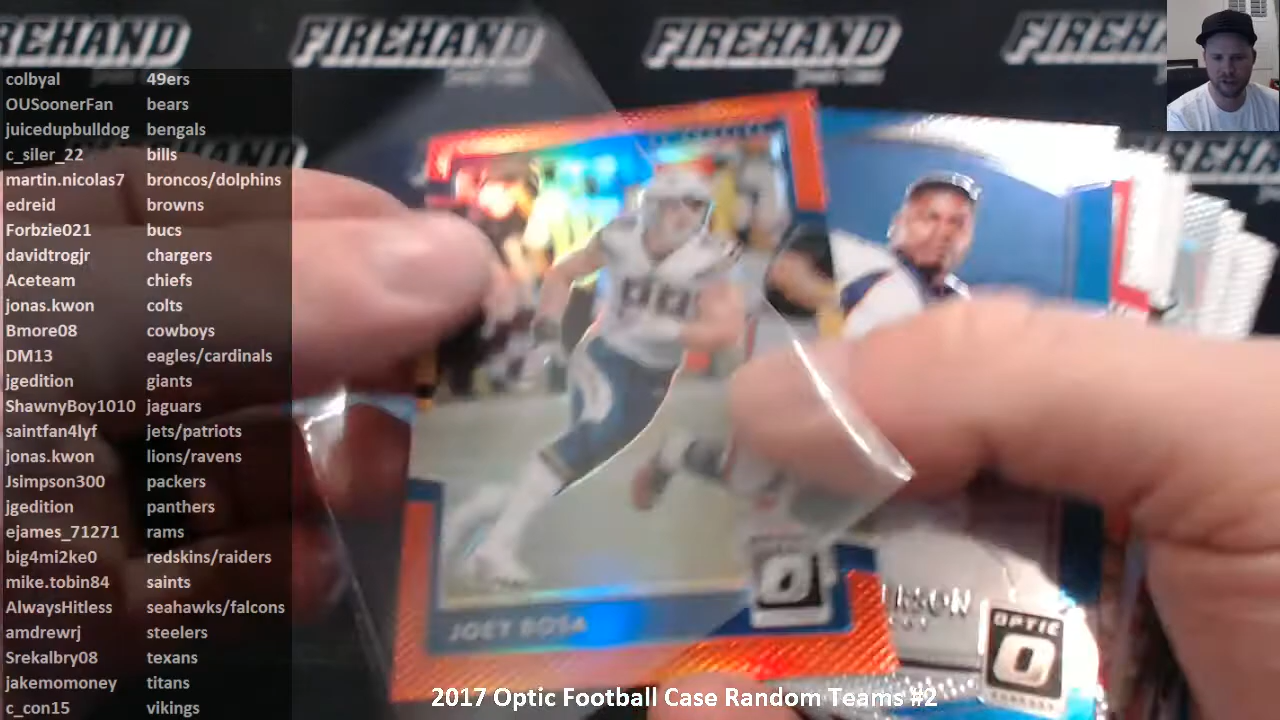 FIREHAND FIREHAND FIREHAND FIREHAND
colbyal 49ers
OUSoonerFan bears
juicedupbulldog bengals
c_siler_22 bills
martin.nicolas7 broncos/dolphins
edreid browns
Forbzie021 bucs
davidtrogjr chargers
Aceteam chiefs
jonas.kwon colts
Bmore08 cowboys
DM13 eagles/cardinals
jgedition giants
ShawnyBoy1010 jaguars
saintfan4lyf jets/patriots
jonas.kwon lions/ravens
Jsimpson300 packers
jgedition panthers
ejames_71271 rams
big4mi2ke0 redskins/raiders
mike.tobin84 saints
AlwaysHitless seahawks/falcons
amdrewrj steelers
Srekalbry08 texans
jakemomoney titans
c_con15 vikings
JOEY BOSA
OPTIC
2017 Optic Football Case Random Teams #2